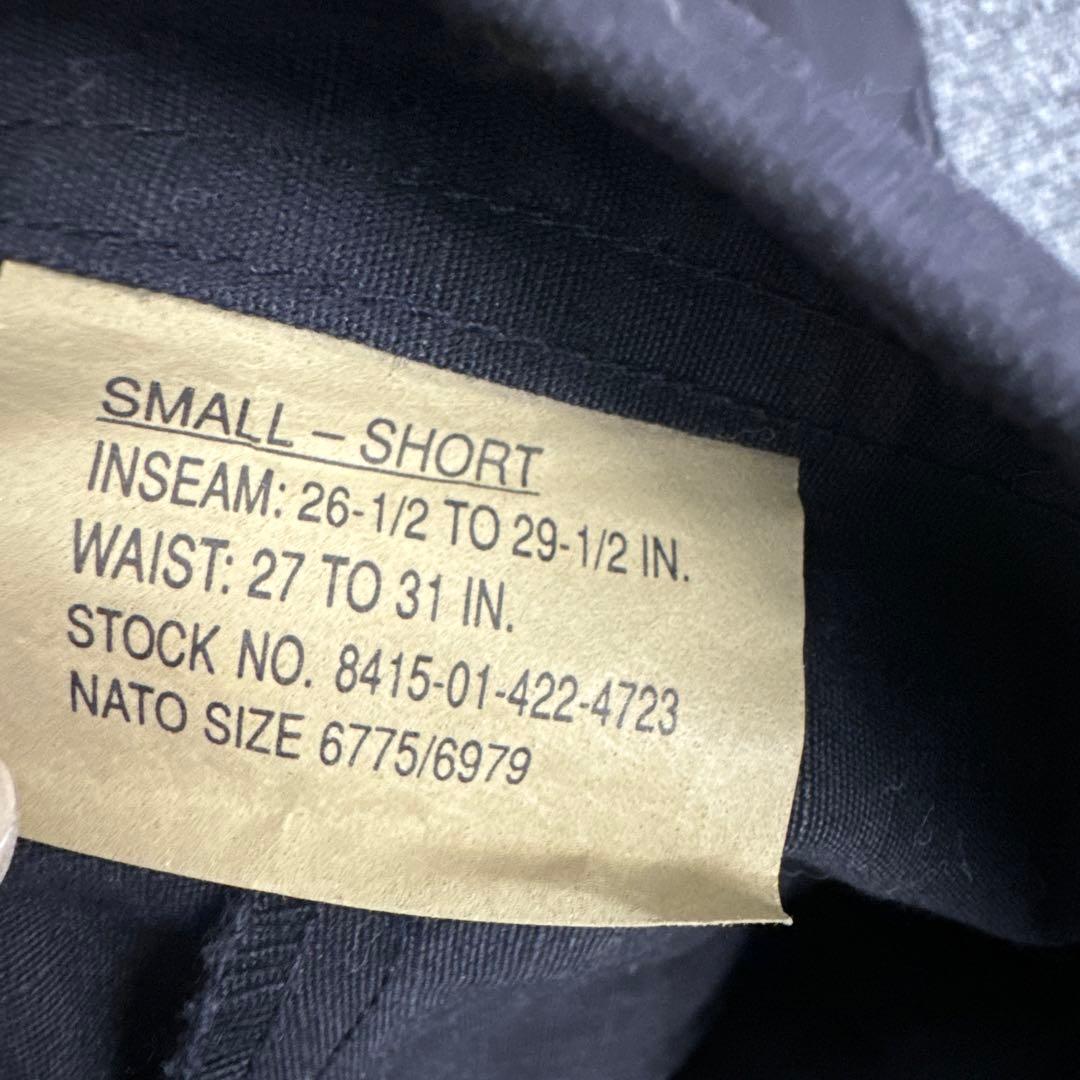 SMALL – SHORT
INSEAM: 26-1/2 TO 29-1/2 IN.
WAIST: 27 TO 31 IN.
STOCK NO. 8415-01-422-4723
NATO SIZE 6775/6979